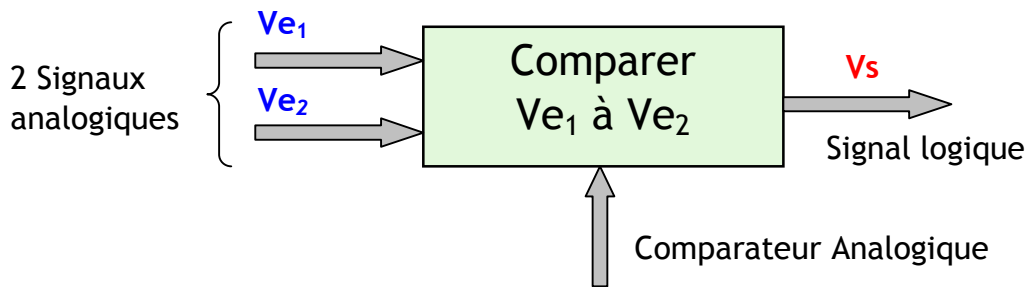 2 Signaux
analogiques
Ve₁
Ve₂
Comparer
Ve₁ à Ve₂
Vs
Signal logique
Comparateur Analogique